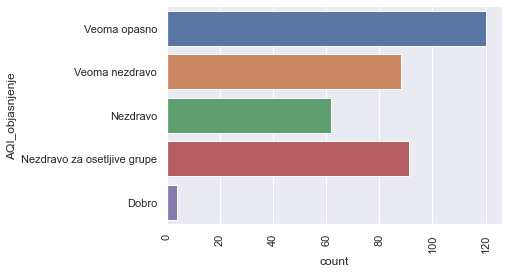 AQI_objasnjenje
Veoma opasno
Veoma nezdravo
Nezdravo
Nezdravo za osetljive grupe
Dobro
0
20
40
60
80
100
120
count